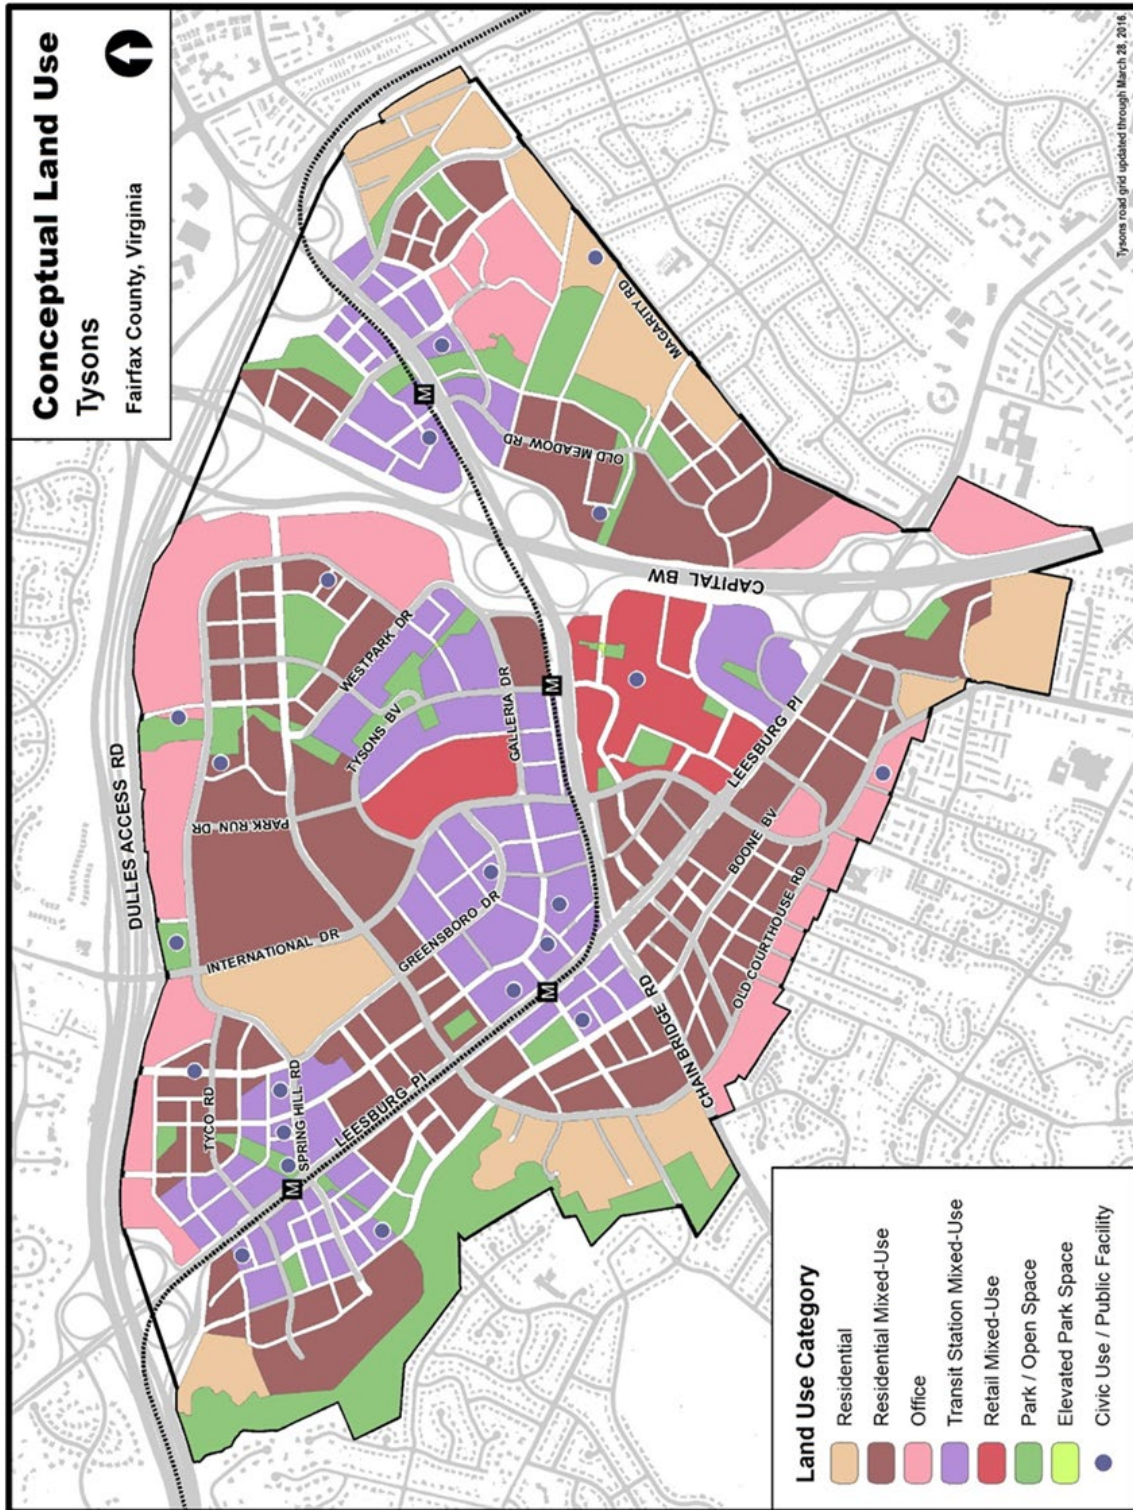 Conceptual Land Use
Tysons
Fairfax County, Virginia
DULLES ACCESS RD
INTERNATIONAL DR
PARK RUN DR
WESTPARK DR
TYSONS BV
GALLERIA DR
GREENSBORO DR
TYCO RD
SPRING HILL RD
LEESBURG PI
CHAIN BRIDGE RD
OLD COURTHOUSE RD
BOONE BV
LEESBURG PI
CAPITAL BW
OLD MEADOW RD
MAGARITY RD
M
M
M
M
Land Use Category
Residential
Residential Mixed-Use
Office
Transit Station Mixed-Use
Retail Mixed-Use
Park / Open Space
Elevated Park Space
Civic Use / Public Facility
Tysons road grid updated through March 28, 2016.